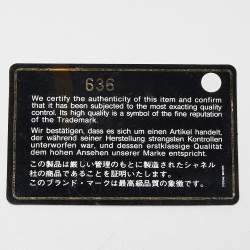 636
We certify the authenticity of this item and confirm
that it has been subjected to the most exacting quality
control. Its high quality is a symbol of the fine reputation
of the Trademark.
Wir bestätigen, dass es sich um einen Artikel handelt,
der während seiner Herstellung strengsten Kontrollen
unterworfen war, und dessen erstklassige Qualität
dem hohen Ansehen unserer Marke entspricht.
この製品は厳しい管理のもとに製造されたシャネル
社の商品であることを証明いたします。
このブランド・マークは最高級品質の象徴です。